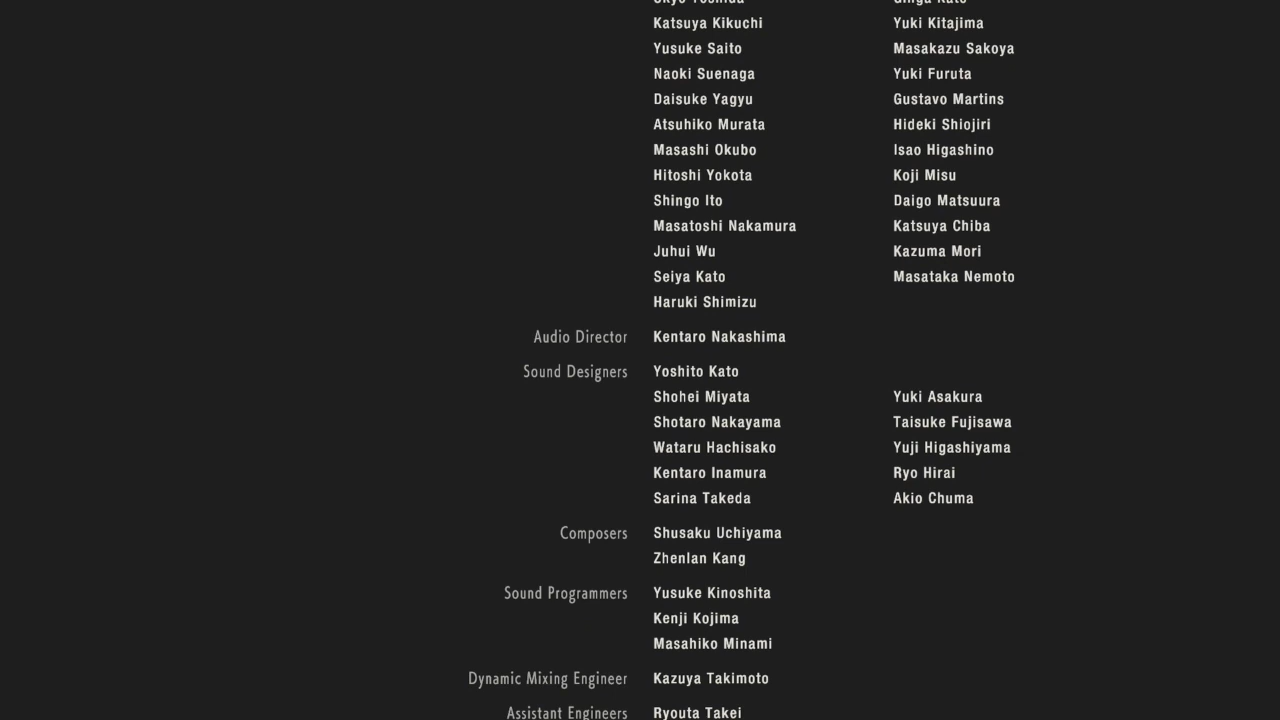 Katsuya Kikuchi Yuki Kitajima
Yusuke Saito Masakazu Sakoya
Naoki Suenaga Yuki Furuta
Daisuke Yagyu Gustavo Martins
Atsuhiko Murata Hideki Shiojiri
Masashi Okubo Isao Higashino
Hitoshi Yokota Koji Misu
Shingo Ito Daigo Matsuura
Masatoshi Nakamura Katsuya Chiba
Juhui Wu Kazuma Mori
Seiya Kato Masataka Nemoto
Haruki Shimizu
Audio Director Kentaro Nakashima
Sound Designers Yoshito Kato
Shohei Miyata Yuki Asakura
Shotaro Nakayama Taisuke Fujisawa
Wataru Hachisako Yuji Higashiyama
Kentaro Inamura Ryo Hirai
Sarina Takeda Akio Chuma
Composers Shusaku Uchiyama
Zhenlan Kang
Sound Programmers Yusuke Kinoshita
Kenji Kojima
Masahiko Minami
Dynamic Mixing Engineer Kazuya Takimoto
Assistant Engineers Ryouta Takei